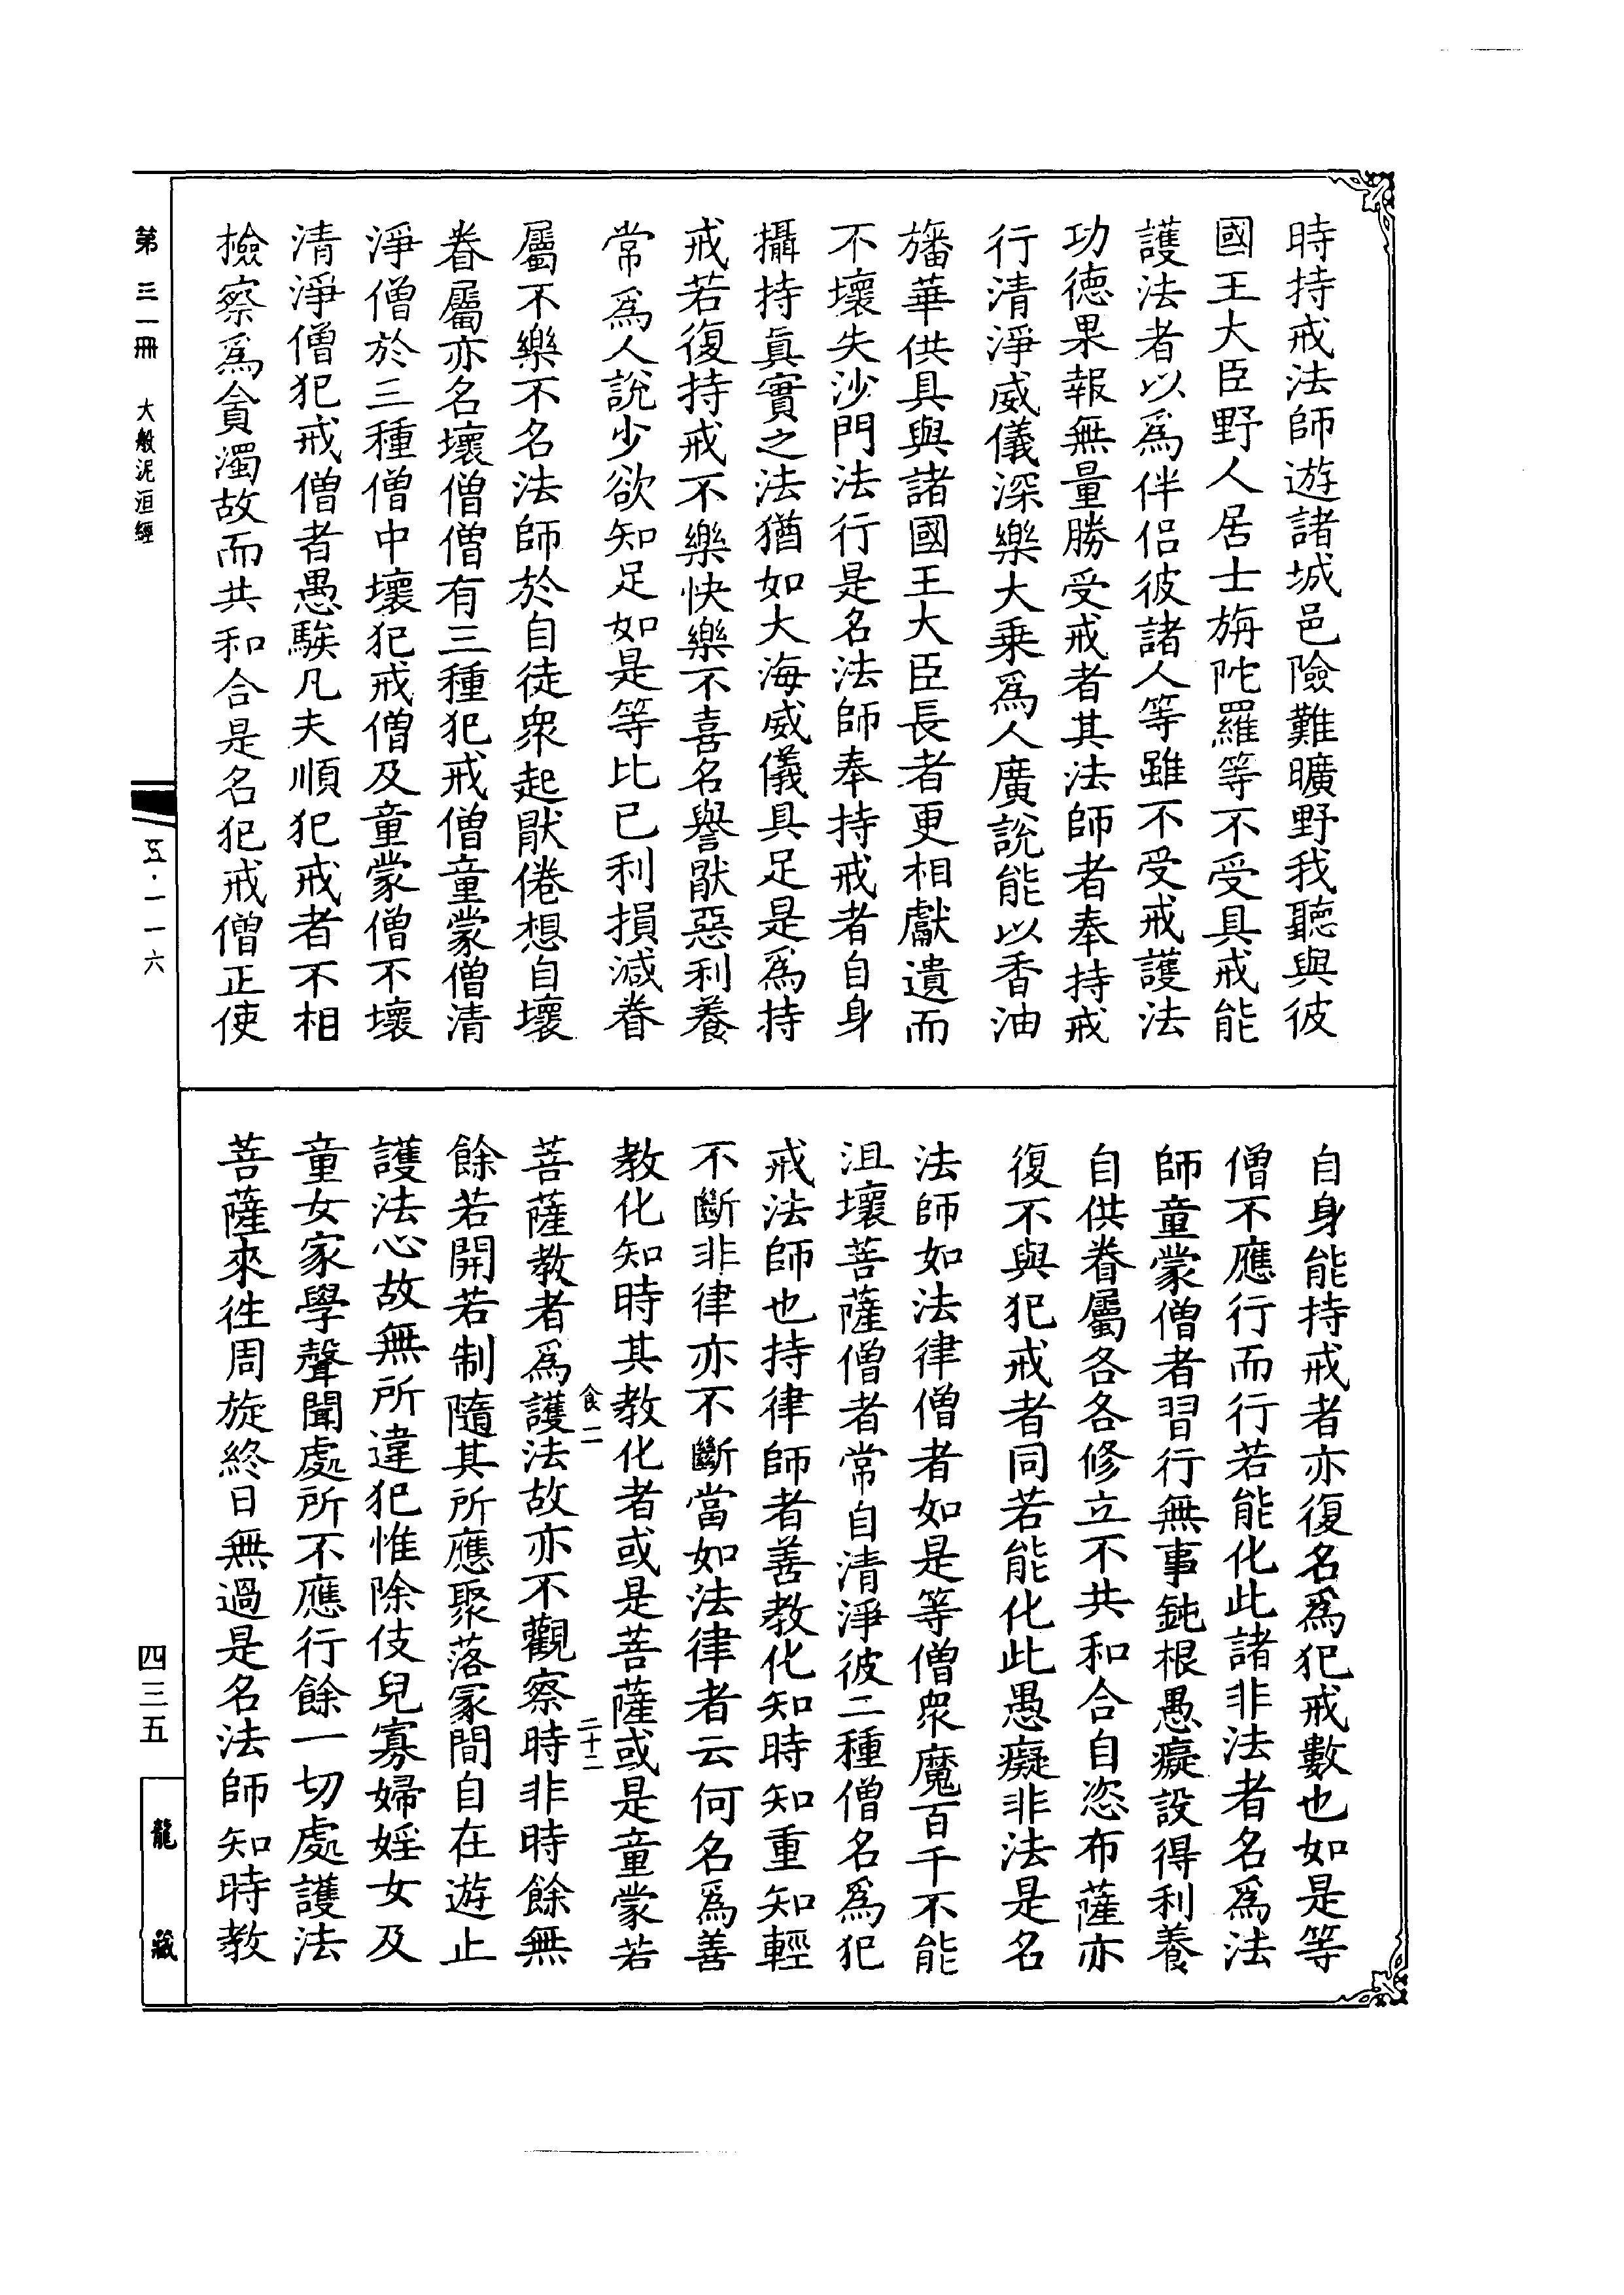 時持戒法師遊諸城邑險難曠野我聽與彼
國王大臣野人居士旃陀羅等不受具戒能
護法者以爲伴侣彼諸人等雖不受戒護法
功德果報無量勝受戒者其法師者奉持戒
行清淨威儀深樂大乗爲人廣說能以香油
旛華供具與諸國王大臣長者更相獻遺而
不壞失沙門法行是名法師奉持戒者自身
攝持眞實之法猶如大海威儀具足是爲持
戒若復持戒不樂快樂不喜名譽猒惡利養
常爲人說少欲知足如是等比已利損減眷
屬不樂不名法師於自徒衆起猒倦想自壞
眷屬亦名壞僧僧有三種犯戒僧童蒙僧清
淨僧於三種僧中壞犯戒僧及童蒙僧不壞
清淨僧犯戒僧者愚騃凡夫順犯戒者不相
撿察爲貪濁故而共和合是名犯戒僧正使
自身能持戒者亦復名爲犯戒數也如是等
僧不應行而行若能化此諸非法者名爲法
師童蒙僧者習行無事鈍根愚癡設得利養
自供眷屬各各修立不共和合自恣布薩亦
復不與犯戒者同若能化此愚癡非法是名
法師如法律僧者如是等僧衆魔百千不能
沮壞菩薩僧者常自清淨彼二種僧名爲犯
戒法師也持律師者善教化知時知重知輕
不斷非律亦不斷當如法律者云何名爲善
教化知時其教化者或是菩薩或是童蒙若
食二
二十二
菩薩教者爲護法故亦不觀察時非時餘無
餘若開若制隨其所應聚落冢間自在遊止
護法心故無所違犯惟除伎兒寡婦婬女及
童女家學聲聞處所不應行餘一切處護法
菩薩來徃周旋終日無過是名法師知時教
第三一冊 大般泥洹經
五·一一六
四三五
龍藏